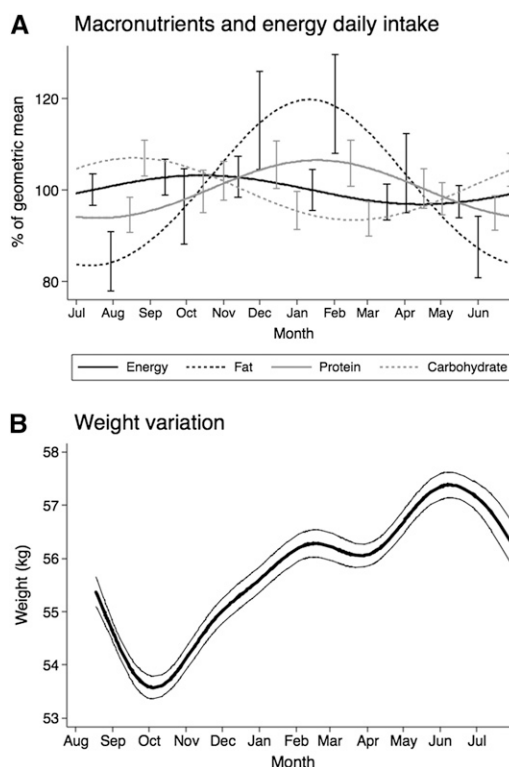 A Macronutrients and energy daily intake
% of geometric mean
120
100
80
Jul Aug Sep Oct Nov Dec Jan Feb Mar Apr May Jun
Month
Energy Fat Protein Carbohydrate
B Weight variation
Weight (kg)
58
57
56
55
54
53
Aug Sep Oct Nov Dec Jan Feb Mar Apr May Jun Jul
Month